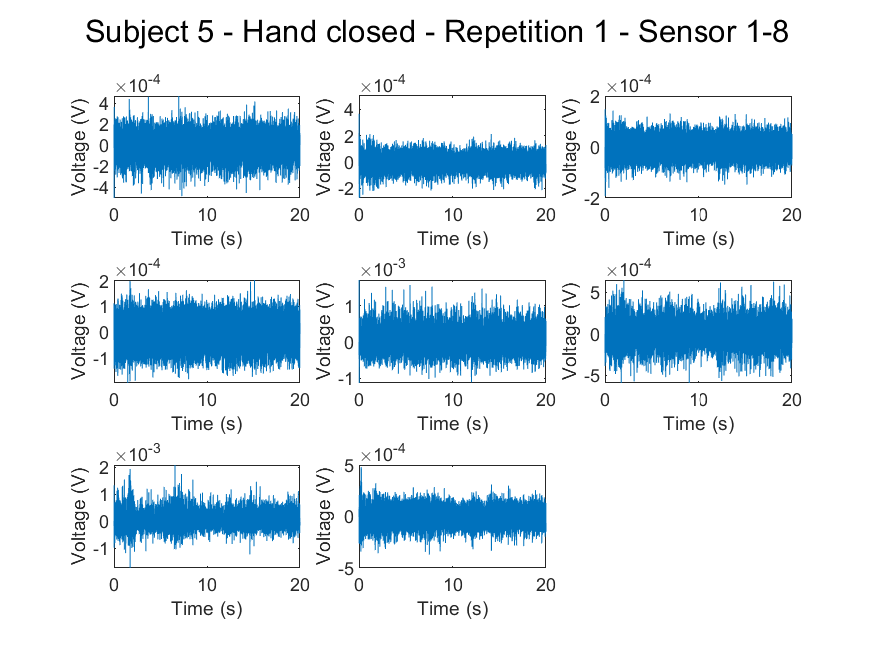 Subject 5 - Hand closed - Repetition 1 - Sensor 1-8
×10-4
4
2
0
-2
-4
Voltage (V)
0 10 20
Time (s)
×10-4
4
2
0
-2
Voltage (V)
0 10 20
Time (s)
×10-4
2
0
-2
Voltage (V)
0 10 20
Time (s)
×10-4
2
1
0
-1
Voltage (V)
0 10 20
Time (s)
×10-3
1
0
-1
Voltage (V)
0 10 20
Time (s)
×10-4
5
0
-5
Voltage (V)
0 10 20
Time (s)
×10-3
2
1
0
-1
Voltage (V)
0 10 20
Time (s)
×10-4
5
0
-5
Voltage (V)
0 10 20
Time (s)